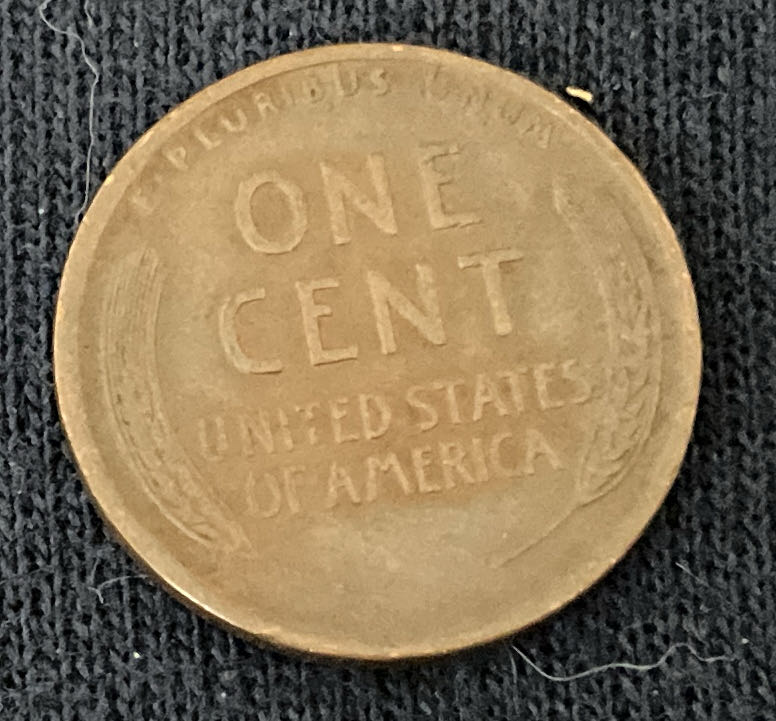 E·PLURIBUS UNUM
ONE
CENT
UNITED STATES
OF AMERICA